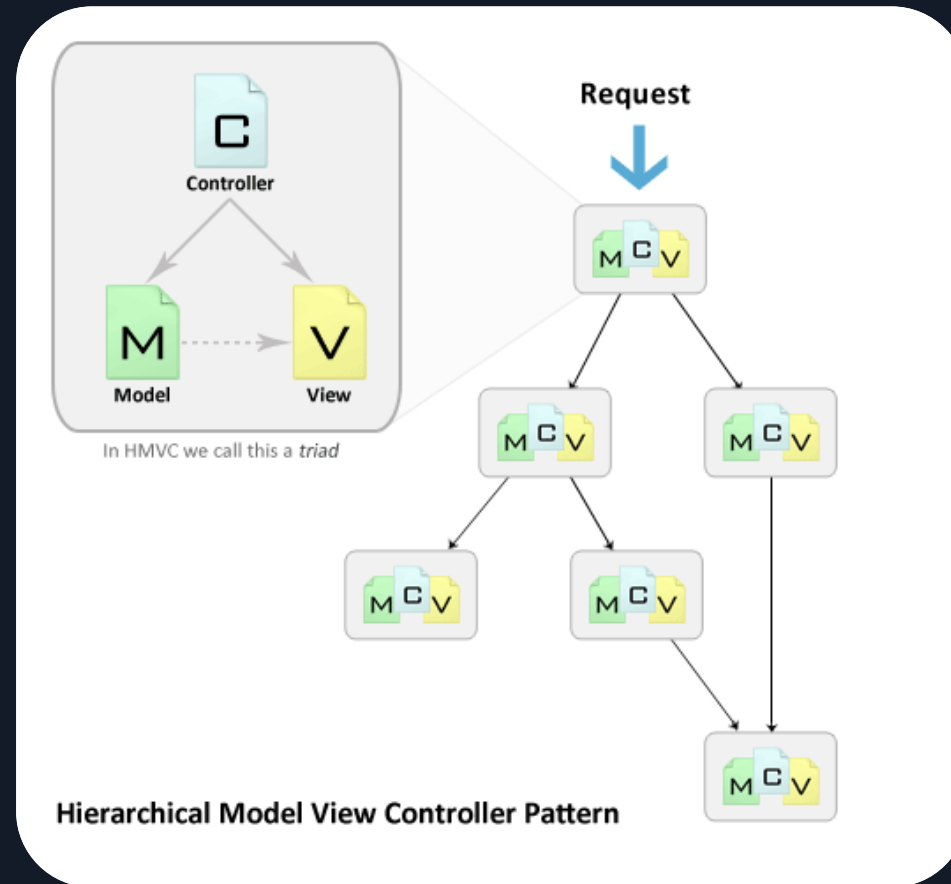 C
Controller
M
V
Model
View
In HMVC we call this a triad
Request
M C V
M C V
M C V
M C V
M C V
M C V
Hierarchical Model View Controller Pattern